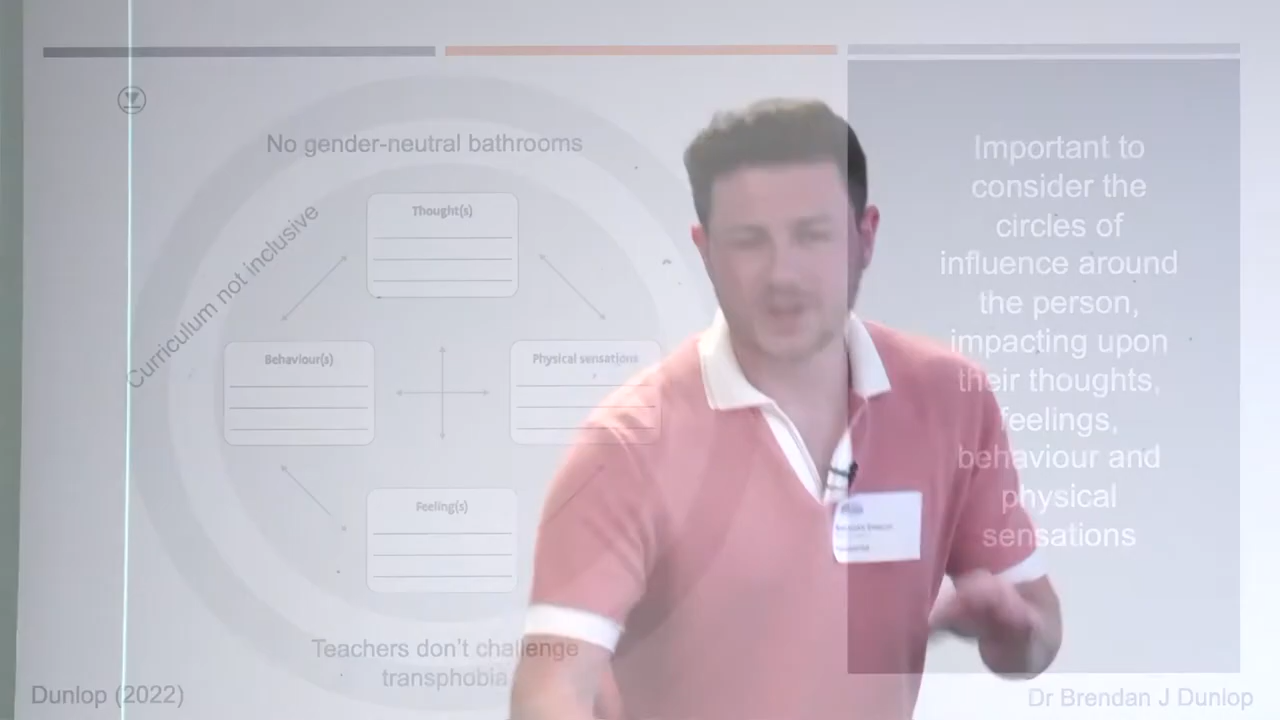 No gender-neutral bathrooms
Curriculum not inclusive
Thought(s)
Behaviour(s)
Physical sensations
Feeling(s)
Teachers don't challenge
transphobia
Dunlop (2022)
Important to
consider the
circles of
influence around
the person,
impacting upon
their thoughts,
feelings,
behaviour and
physical
sensations
Dr Brendan J Dunlop